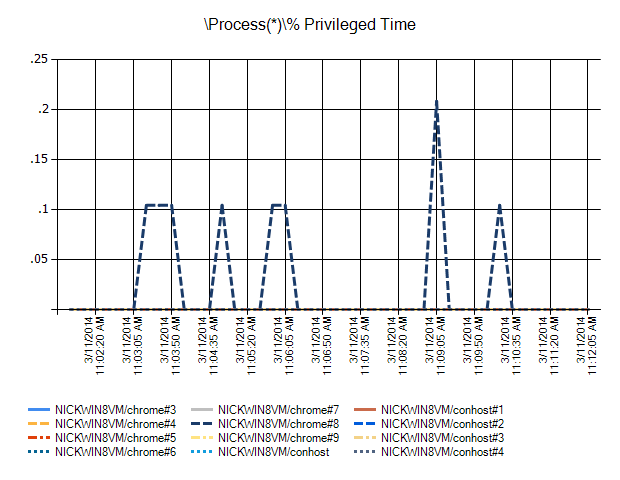 \Process(*)\% Privileged Time
.25
.2
.15
.1
.05
3/11/2014
11:02:20 AM
3/11/2014
11:03:05 AM
3/11/2014
11:03:50 AM
3/11/2014
11:04:35 AM
3/11/2014
11:05:20 AM
3/11/2014
11:06:05 AM
3/11/2014
11:06:50 AM
3/11/2014
11:07:35 AM
3/11/2014
11:08:20 AM
3/11/2014
11:09:05 AM
3/11/2014
11:09:50 AM
3/11/2014
11:10:35 AM
3/11/2014
11:11:20 AM
3/11/2014
11:12:05 AM
NICKWIN8VM/chrome#3 NICKWIN8VM/chrome#7 NICKWIN8VM/conhost#1
NICKWIN8VM/chrome#4 NICKWIN8VM/chrome#8 NICKWIN8VM/conhost#2
NICKWIN8VM/chrome#5 NICKWIN8VM/chrome#9 NICKWIN8VM/conhost#3
NICKWIN8VM/chrome#6 NICKWIN8VM/conhost NICKWIN8VM/conhost#4